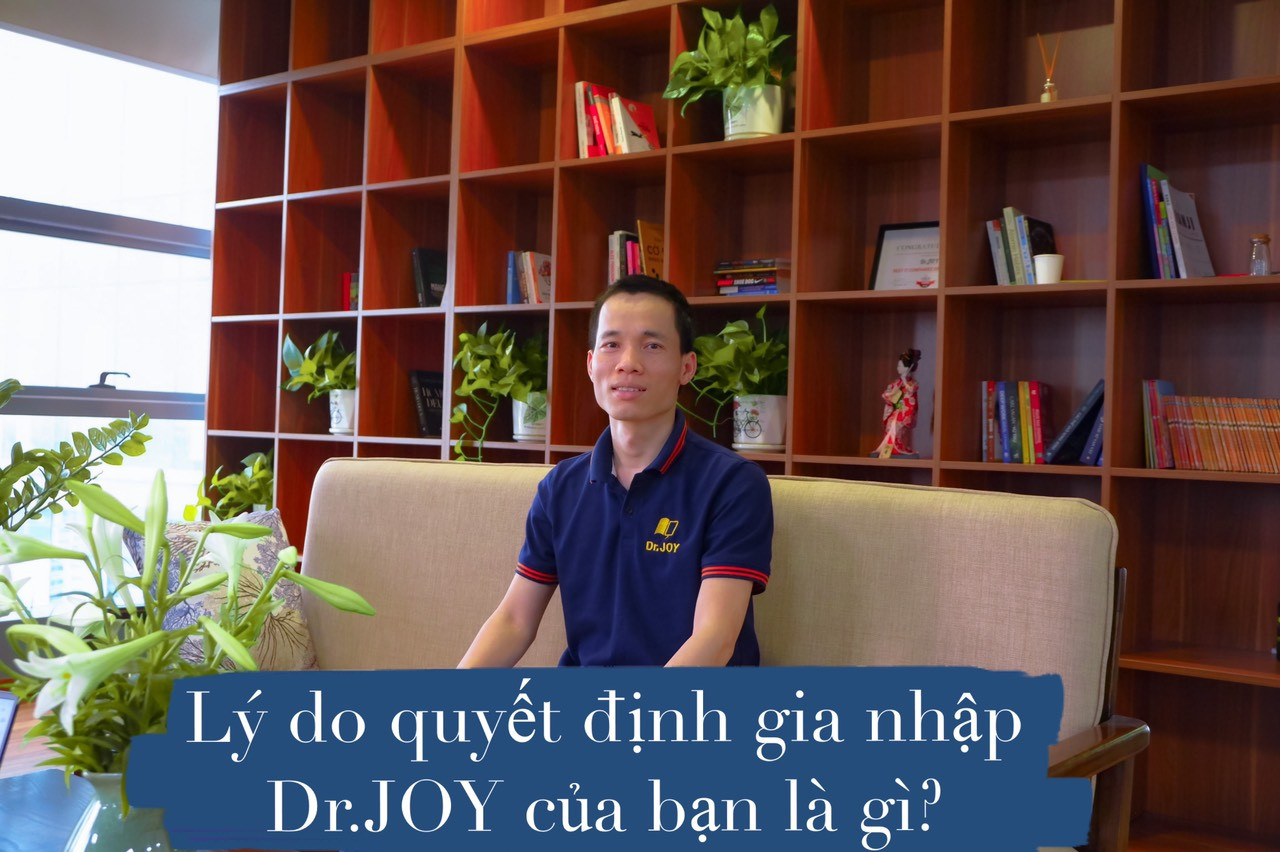 Dr.JOY
Lý do quyết định gia nhập
Dr.JOY của bạn là gì?